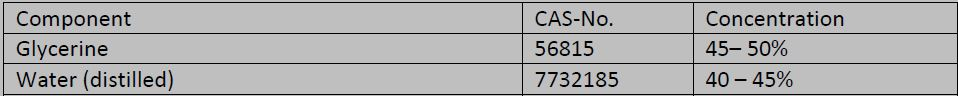 Component CAS-No. Concentration
Glycerine 56815 45– 50%
Water (distilled) 7732185 40 – 45%